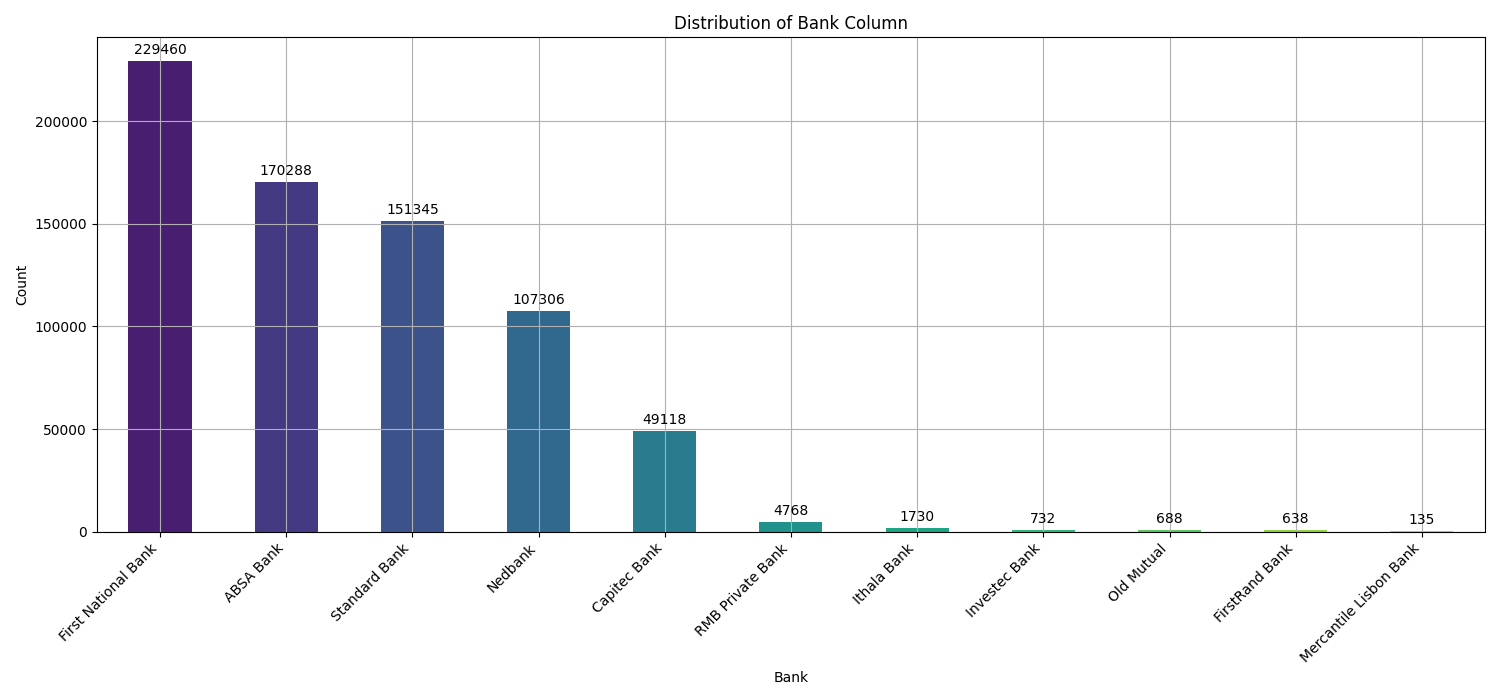 Distribution of Bank Column
229460
170288
151345
107306
49118
4768
1730
732
688
638
135
200000
150000
100000
50000
0
Count
First National Bank
ABSA Bank
Standard Bank
Nedbank
Capitec Bank
RMB Private Bank
Ithala Bank
Investec Bank
Old Mutual
FirstRand Bank
Mercantile Lisbon Bank
Bank